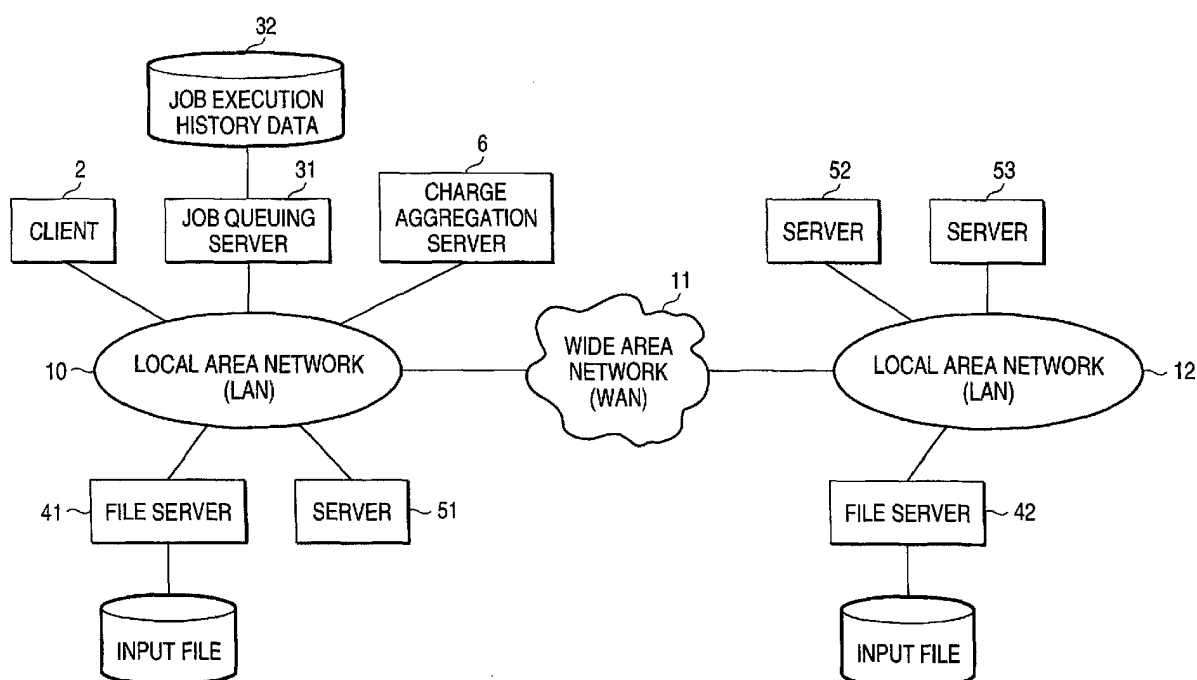 32
JOB EXECUTION
HISTORY DATA
2
CLIENT
31
JOB QUEUING
SERVER
6
CHARGE
AGGREGATION
SERVER
52
SERVER
53
SERVER
10
LOCAL AREA NETWORK
(LAN)
11
WIDE AREA
NETWORK
(WAN)
LOCAL AREA NETWORK
(LAN)
12
41
FILE SERVER
SERVER
51
FILE SERVER
42
INPUT FILE
INPUT FILE